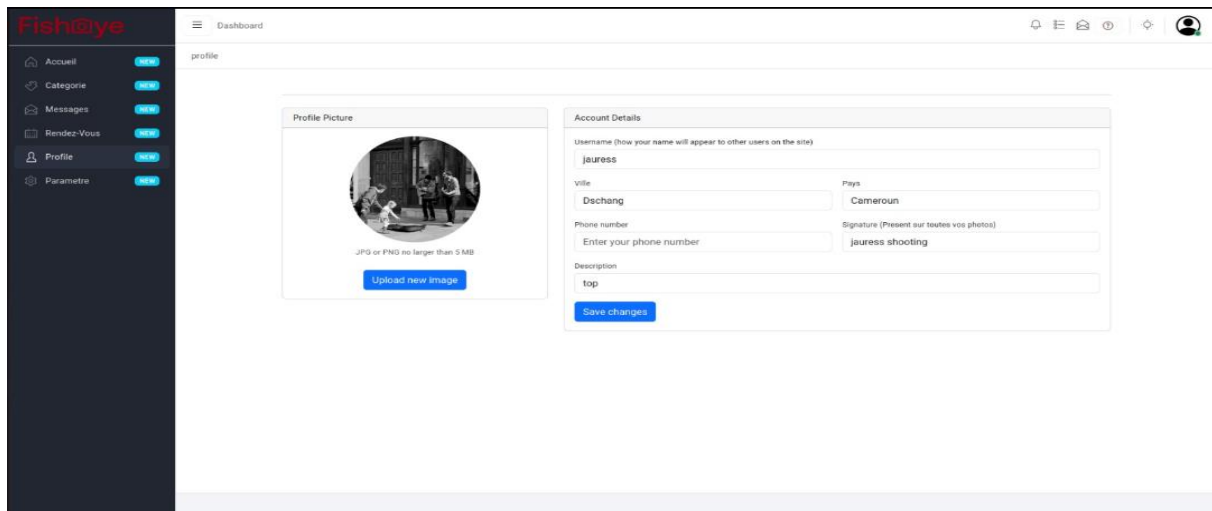 Fisheye
Dashboard
profile
Accueil NEW
Categorie NEW
Messages NEW
Rendez-Vous NEW
Profile NEW
Parametre NEW
Profile Picture
JPG or PNG no larger than 5 MB
Upload new image
Account Details
Username (how your name will appear to other users on the site)
jauress
Ville
Pays
Dschang
Cameroun
Phone number
Signature (Present sur toutes vos photos)
Enter your phone number
jauress shooting
Description
top
Save changes